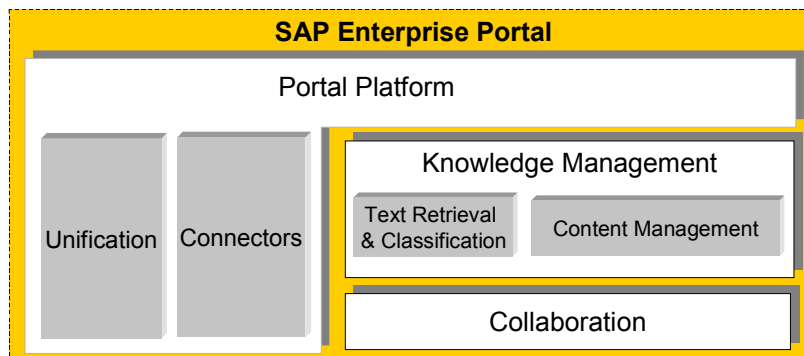 SAP Enterprise Portal
Portal Platform
Unification
Connectors
Knowledge Management
Text Retrieval
& Classification
Content Management
Collaboration